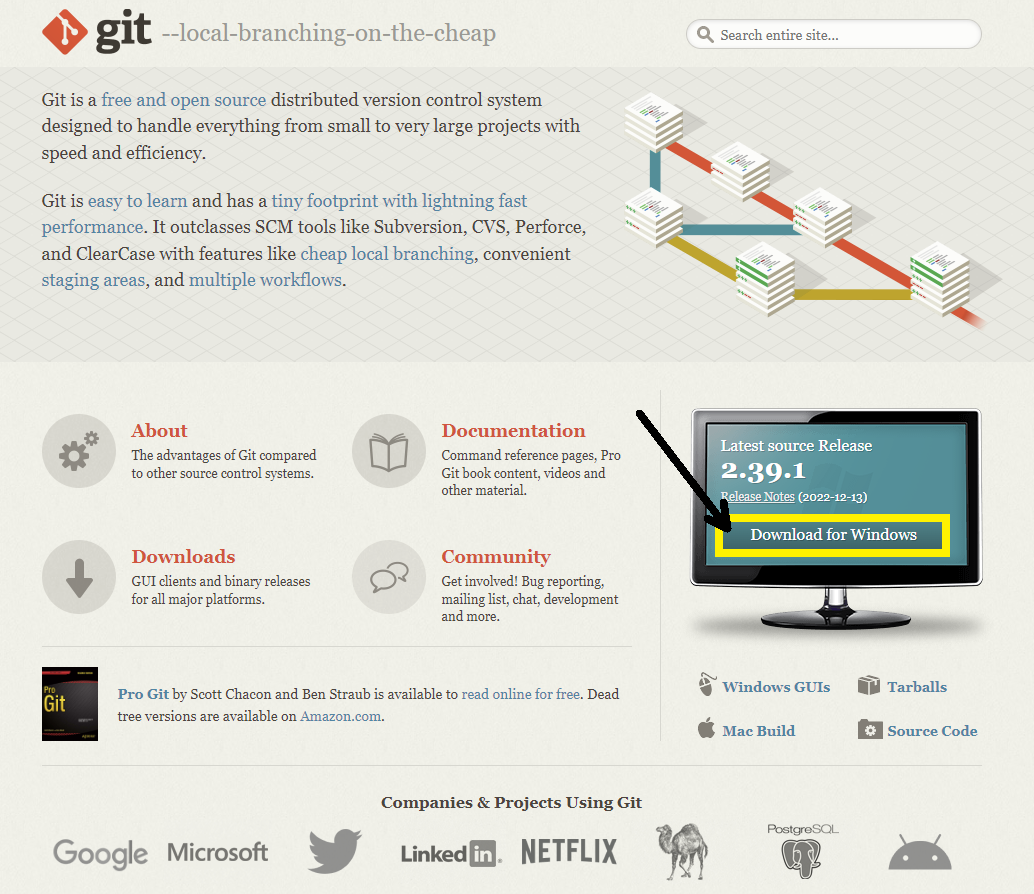 git --local-branching-on-the-cheap
Search entire site...
Git is a free and open source distributed version control system
designed to handle everything from small to very large projects with
speed and efficiency.
Git is easy to learn and has a tiny footprint with lightning fast
performance. It outclasses SCM tools like Subversion, CVS, Perforce,
and ClearCase with features like cheap local branching, convenient
staging areas, and multiple workflows.
About
The advantages of Git compared
to other source control systems.
Documentation
Command reference pages, Pro
Git book content, videos and
other material.
Downloads
GUI clients and binary releases
for all major platforms.
Community
Get involved! Bug reporting,
mailing list, chat, development
and more.
Latest source Release
2.39.1
Release Notes (2022-12-13)
Download for Windows
Windows GUIs
Tarballs
Mac Build
Source Code
Pro
Git
Pro Git by Scott Chacon and Ben Straub is available to read online for free. Dead
tree versions are available on Amazon.com.
Companies & Projects Using Git
Google
Microsoft
Linked in
NETFLIX
PostgreSQL